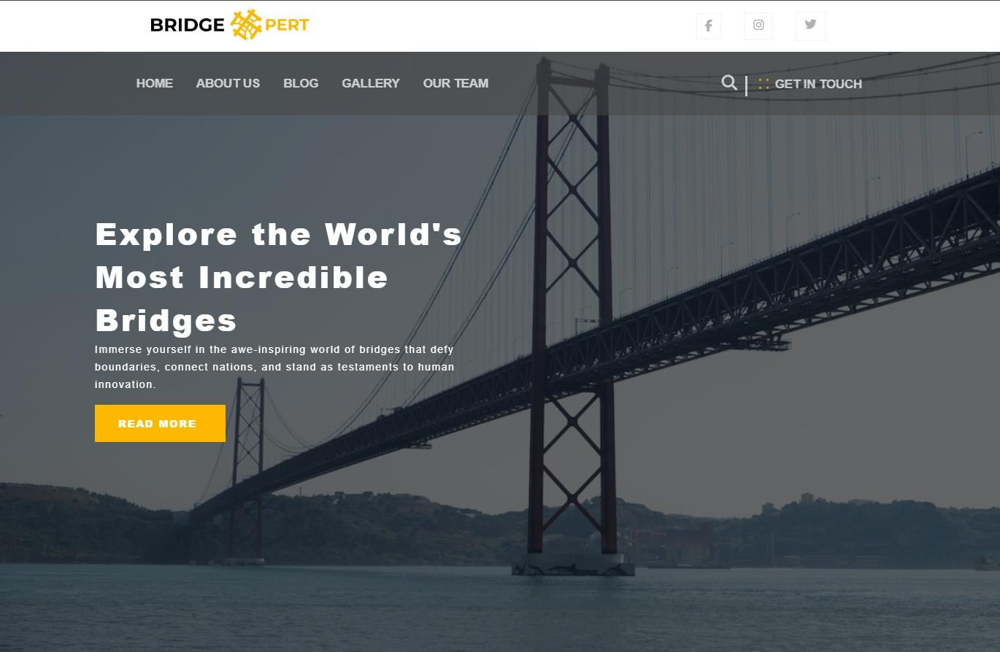 BRIDGE PERT
HOME ABOUT US BLOG GALLERY OUR TEAM GET IN TOUCH
Explore the World's
Most Incredible
Bridges
Immerse yourself in the awe-inspiring world of bridges that defy
boundaries, connect nations, and stand as testaments to human
innovation.
READ MORE